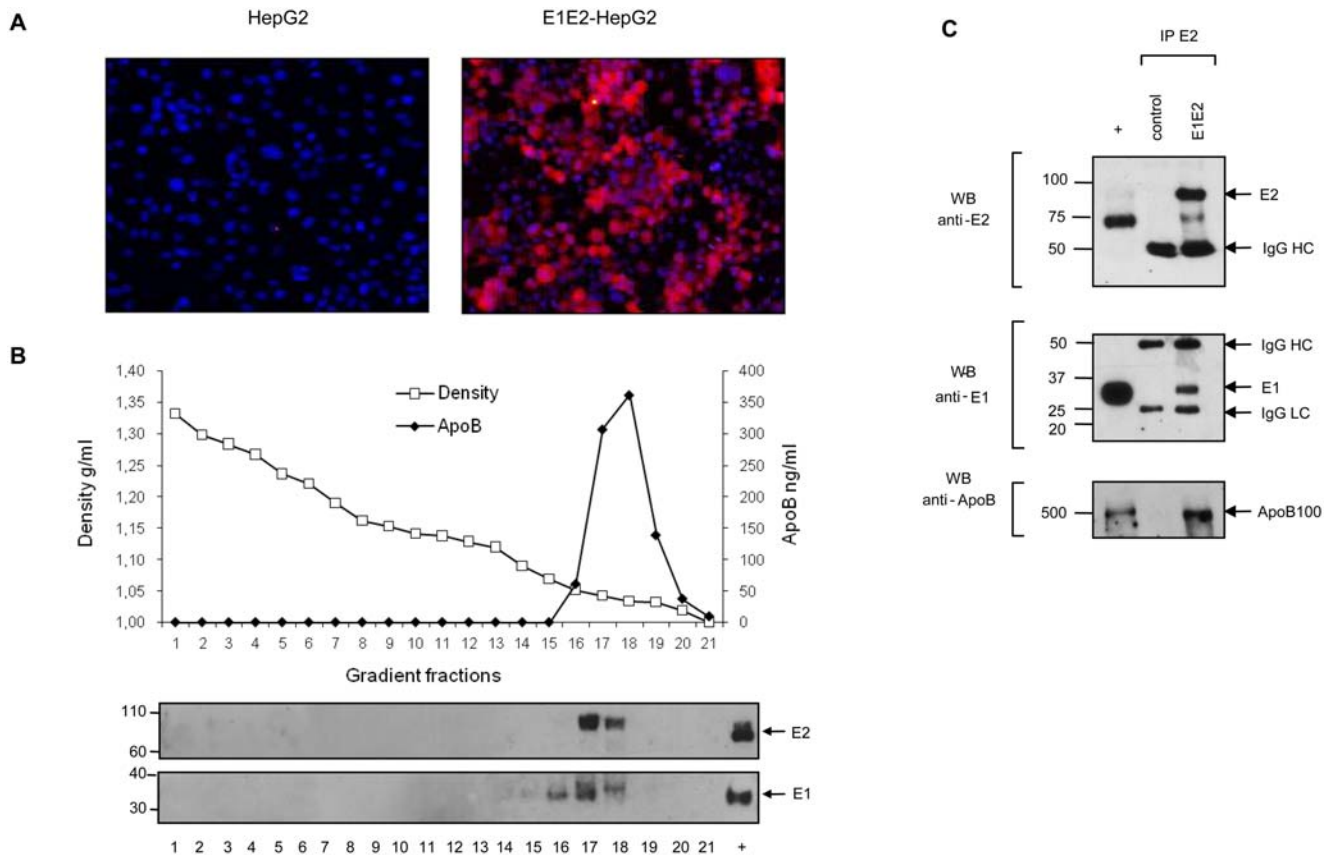 A
HepG2
E1E2-HepG2
B
1,40
1,35
1,30
1,25
1,20
1,15
1,10
1,05
1,00
Density g/ml
Density
ApoB
400
350
300
250
200
150
100
50
0
ApoB ng/ml
1 2 3 4 5 6 7 8 9 10 11 12 13 14 15 16 17 18 19 20 21
Gradient fractions
110
60
E2
40
30
E1
1 2 3 4 5 6 7 8 9 10 11 12 13 14 15 16 17 18 19 20 21 +
C
IP E2
+ control E1E2
WB
anti-E2
100
75
50
E2
IgG HC
WB
anti-E1
50
37
25
20
IgG HC
E1
IgG LC
WB
anti-ApoB
500
ApoB100